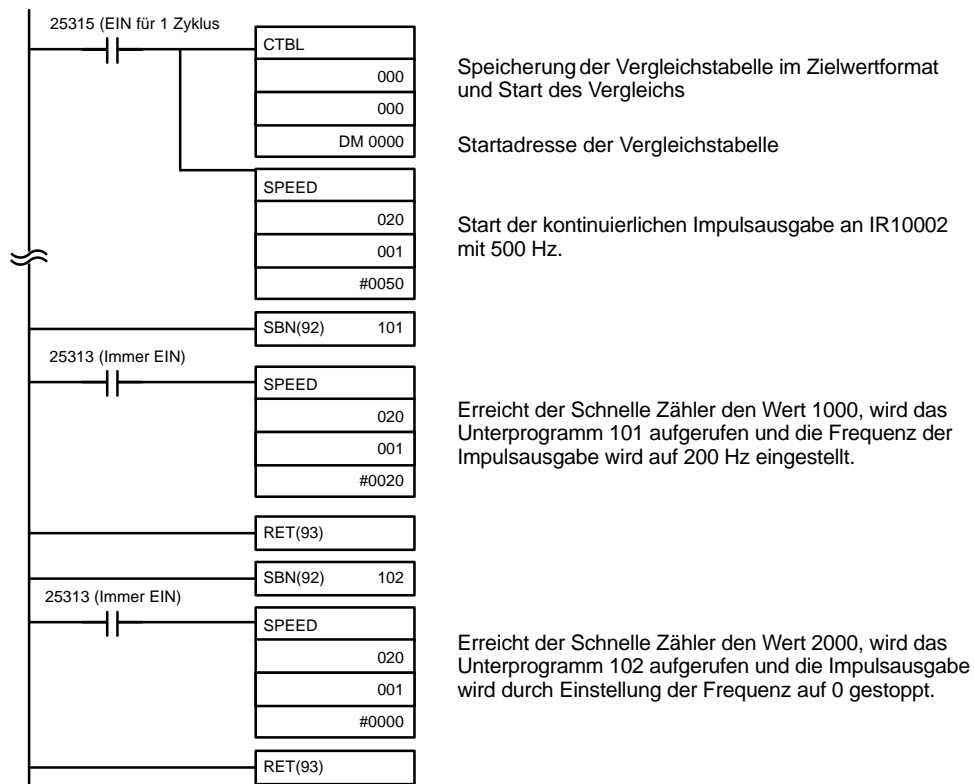 25315 (EIN für 1 Zyklus
CTBL
000
000
DM 0000
Speicherung der Vergleichstabelle im Zielwertformat
und Start des Vergleichs
Startadresse der Vergleichstabelle
SPEED
020
001
#0050
Start der kontinuierlichen Impulsausgabe an IR10002
mit 500 Hz.
SBN(92) 101
25313 (Immer EIN)
SPEED
020
001
#0020
Erreicht der Schnelle Zähler den Wert 1000, wird das
Unterprogramm 101 aufgerufen und die Frequenz der
Impulsausgabe wird auf 200 Hz eingestellt.
RET(93)
SBN(92) 102
25313 (Immer EIN)
SPEED
020
001
#0000
Erreicht der Schnelle Zähler den Wert 2000, wird das
Unterprogramm 102 aufgerufen und die Impulsausgabe
wird durch Einstellung der Frequenz auf 0 gestoppt.
RET(93)